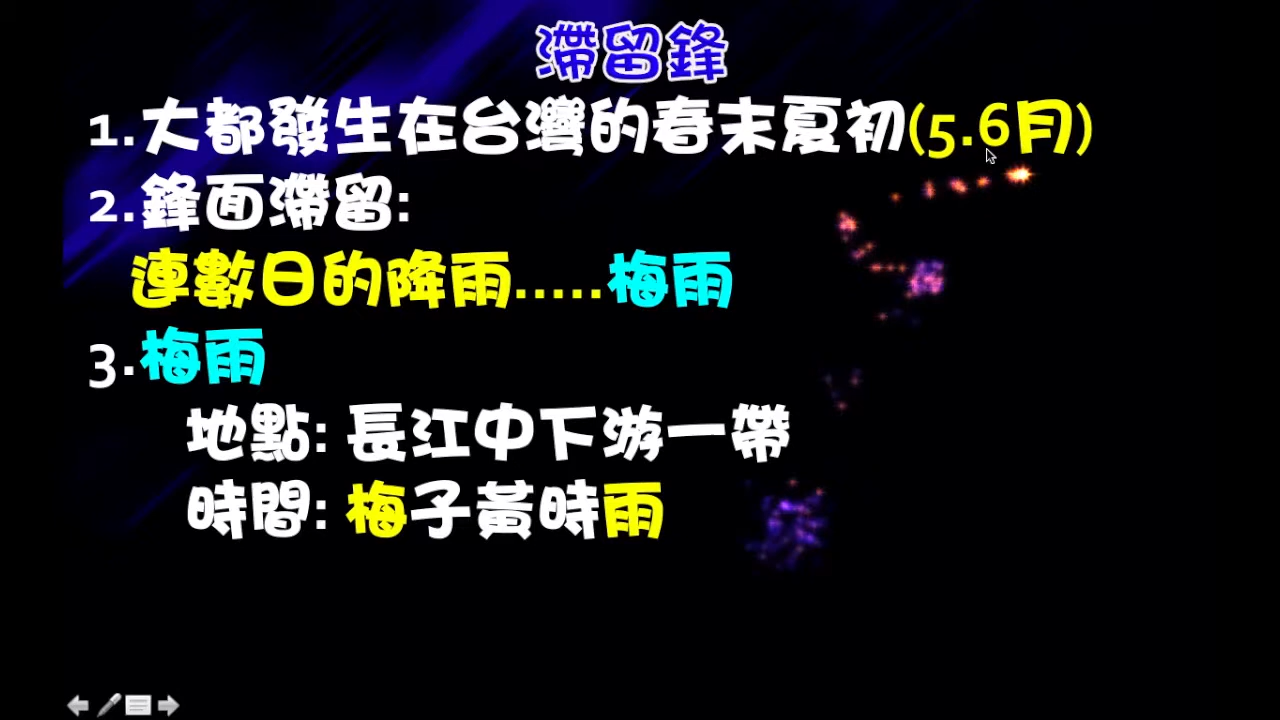 滯留鋒
1.大都發生在台灣的春末夏初(5.6月)
2.鋒面滯留:
連數日的降雨.....梅雨
3.梅雨
地點: 長江中下游一帶
時間: 梅子黃時雨